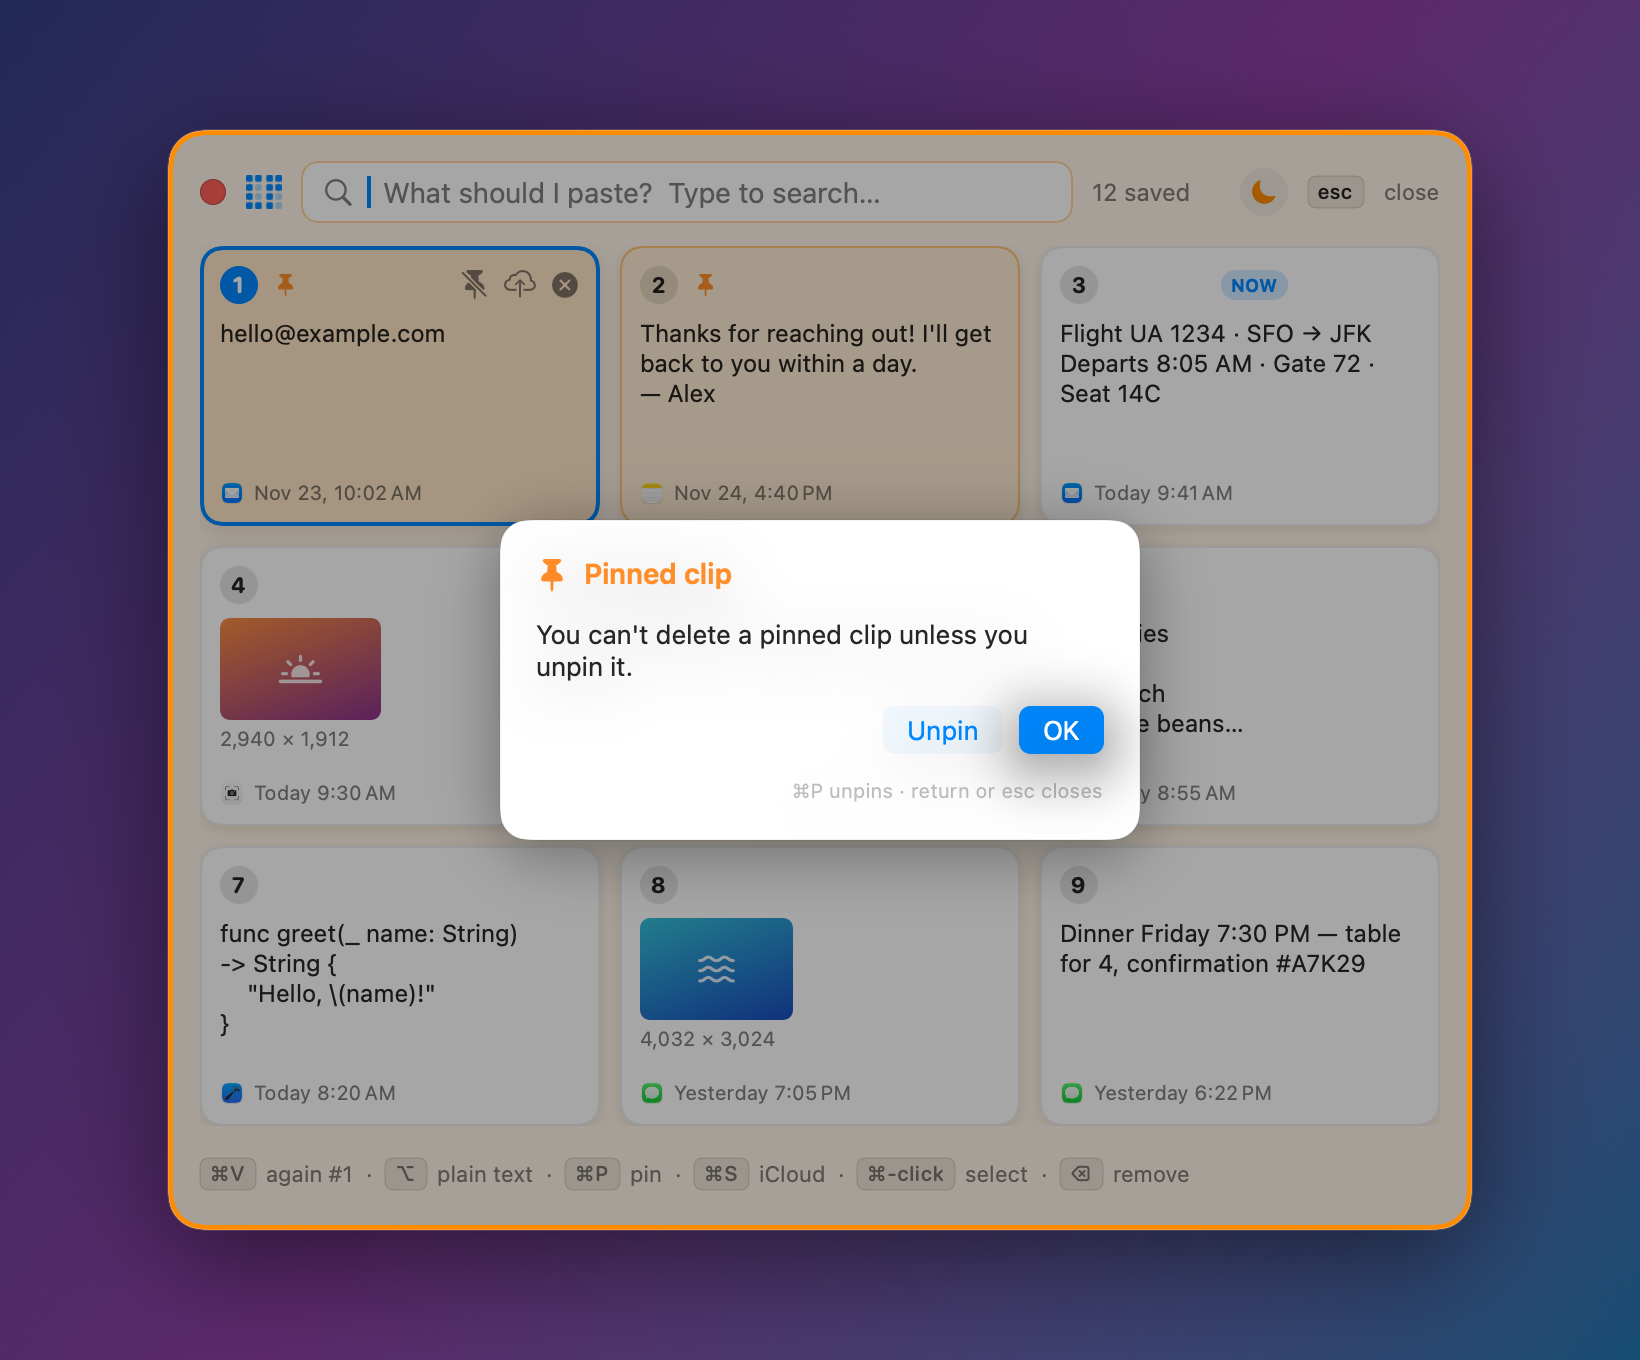 What should I paste? Type to search...
12 saved
esc
close
1
hello@example.com
Nov 23, 10:02 AM
2
Thanks for reaching out! I'll get
back to you within a day.
— Alex
Nov 24, 4:40 PM
3
NOW
Flight UA 1234 · SFO → JFK
Departs 8:05 AM · Gate 72 ·
Seat 14C
Today 9:41 AM
4
2,940 × 1,912
Today 9:30 AM
Pinned clip
You can't delete a pinned clip unless you
unpin it.
Unpin
OK
⌘P unpins · return or esc closes
beans...
8:55 AM
7
func greet(_ name: String)
-> String {
"Hello, \(name)!"
}
Today 8:20 AM
8
4,032 × 3,024
Yesterday 7:05 PM
9
Dinner Friday 7:30 PM — table
for 4, confirmation #A7K29
Yesterday 6:22 PM
⌘V again #1 · ⌥ plain text · ⌘P pin · ⌘S iCloud · ⌘-click select · ⌫ remove